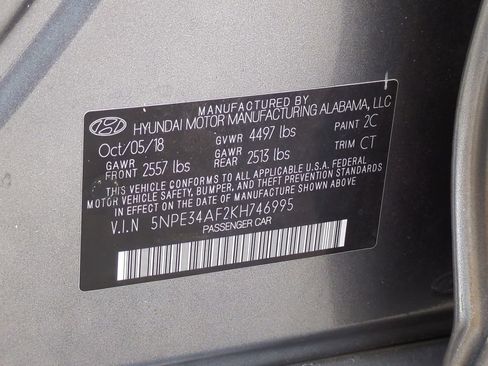 MANUFACTURED BY
HYUNDAI MOTOR MANUFACTURING ALABAMA, LLC
Oct/05/18 GVWR 4497 lbs PAINT 2C
GAWR FRONT 2557 lbs GAWR REAR 2513 lbs TRIM CT
THIS VEHICLE CONFORMS TO ALL APPLICABLE U.S.A. FEDERAL
MOTOR VEHICLE SAFETY, BUMPER, AND THEFT PREVENTION STANDARDS
IN EFFECT ON THE DATE OF MANUFACTURE SHOWN ABOVE.
V.I.N 5NPE34AF2KH746995
PASSENGER CAR